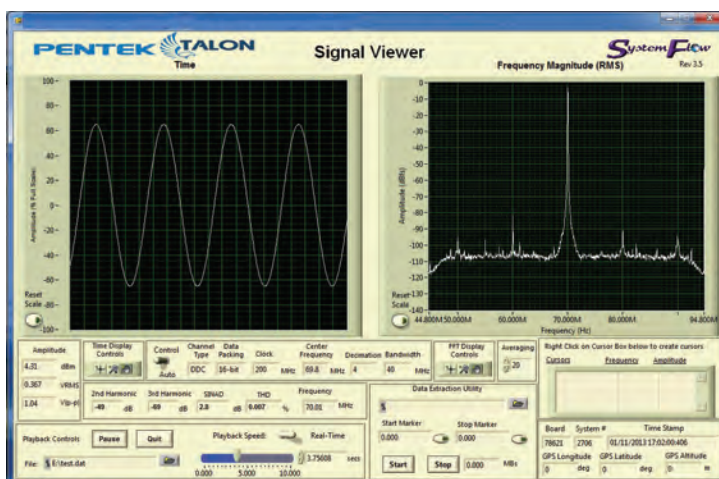 PENTEK TALON
Signal Viewer
SystemFlow
Rev 3.5
Time
Amplitude (% Full Scale)
100-
80-
60-
40-
20-
0-
-20-
-40-
-60-
-80-
-100-
Reset
Scale
Frequency Magnitude (RMS)
Amplitude (dBfs)
0-
-10-
-20-
-30-
-40-
-50-
-60-
-70-
-80-
-90-
-100-
-110-
-120-
-130-
-140-
Reset
Scale
44.800M 50.000M 60.000M 70.000M 80.000M 94.800M
Frequency (Hz)
Amplitude
4.31 dBm
0.367 VRMS
1.04 V(p-p)
Time Display
Controls
Control
Auto
Channel
Type
DDC
Data
Packing
16-bit
Clock
200 MHz
Center
Frequency
69.8 MHz
Decimation
4
Bandwidth
40 MHz
FFT Display
Controls
Averaging
20
2nd Harmonic
-69 dB
3rd Harmonic
-69 dB
SINAD
2.8 dB
THD
0.007 %
Frequency
70.01 MHz
Right Click on Cursor Box below to create cursors
Cursors Frequency Amplitude
Data Extraction Utility
Start Marker
0.000
Stop Marker
0.000
Start
Stop
0.000 MBs
Playback Controls
Pause
Quit
Playback Speed:
Real-Time
File: E:\test.dat
0.000 5.000 10.000
3.75608 secs
Board System # Time Stamp
78621 2706 01/11/2013 17:02:00:406
GPS Longitude GPS Latitude GPS Altitude
0 deg 0 deg 0 m